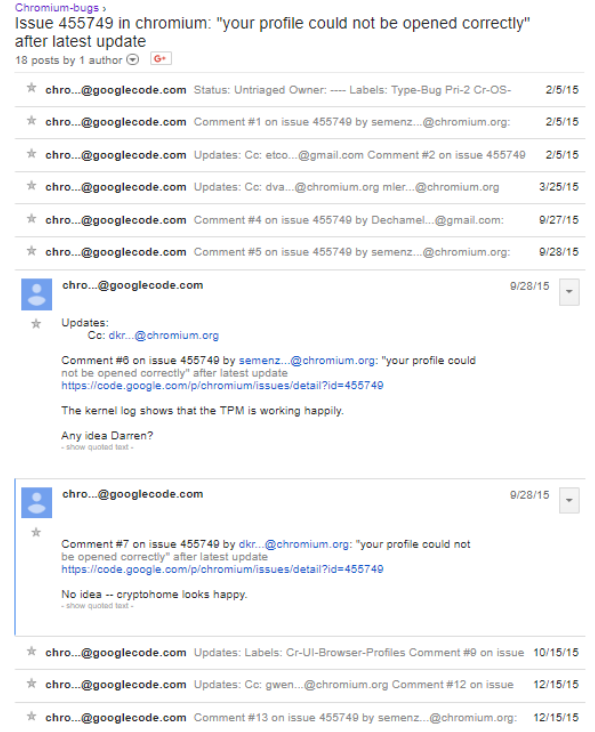 Chromium-bugs ›
Issue 455749 in chromium: "your profile could not be opened correctly"
after latest update
18 posts by 1 author G+
chro...@googlecode.com Status: Untriaged Owner: ---- Labels: Type-Bug Pri-2 Cr-OS- 2/5/15
chro...@googlecode.com Comment #1 on issue 455749 by semenz...@chromium.org: 2/5/15
chro...@googlecode.com Updates: Cc: etco...@gmail.com Comment #2 on issue 455749 2/5/15
chro...@googlecode.com Updates: Cc: dva...@chromium.org mler...@chromium.org 3/25/15
chro...@googlecode.com Comment #4 on issue 455749 by Dechamel...@gmail.com: 9/27/15
chro...@googlecode.com Comment #5 on issue 455749 by semenz...@chromium.org: 9/28/15
chro...@googlecode.com 9/28/15
Updates:
Cc: dkr...@chromium.org
Comment #6 on issue 455749 by semenz...@chromium.org: "your profile could
not be opened correctly" after latest update
https://code.google.com/p/chromium/issues/detail?id=455749
The kernel log shows that the TPM is working happily.
Any idea Darren?
- show quoted text -
chro...@googlecode.com 9/28/15
Comment #7 on issue 455749 by dkr...@chromium.org: "your profile could not
be opened correctly" after latest update
https://code.google.com/p/chromium/issues/detail?id=455749
No idea -- cryptohome looks happy.
- show quoted text -
chro...@googlecode.com Updates: Labels: Cr-UI-Browser-Profiles Comment #9 on issue 10/15/15
chro...@googlecode.com Updates: Cc: gwen...@chromium.org Comment #12 on issue 12/15/15
chro...@googlecode.com Comment #13 on issue 455749 by semenz...@chromium.org: 12/15/15